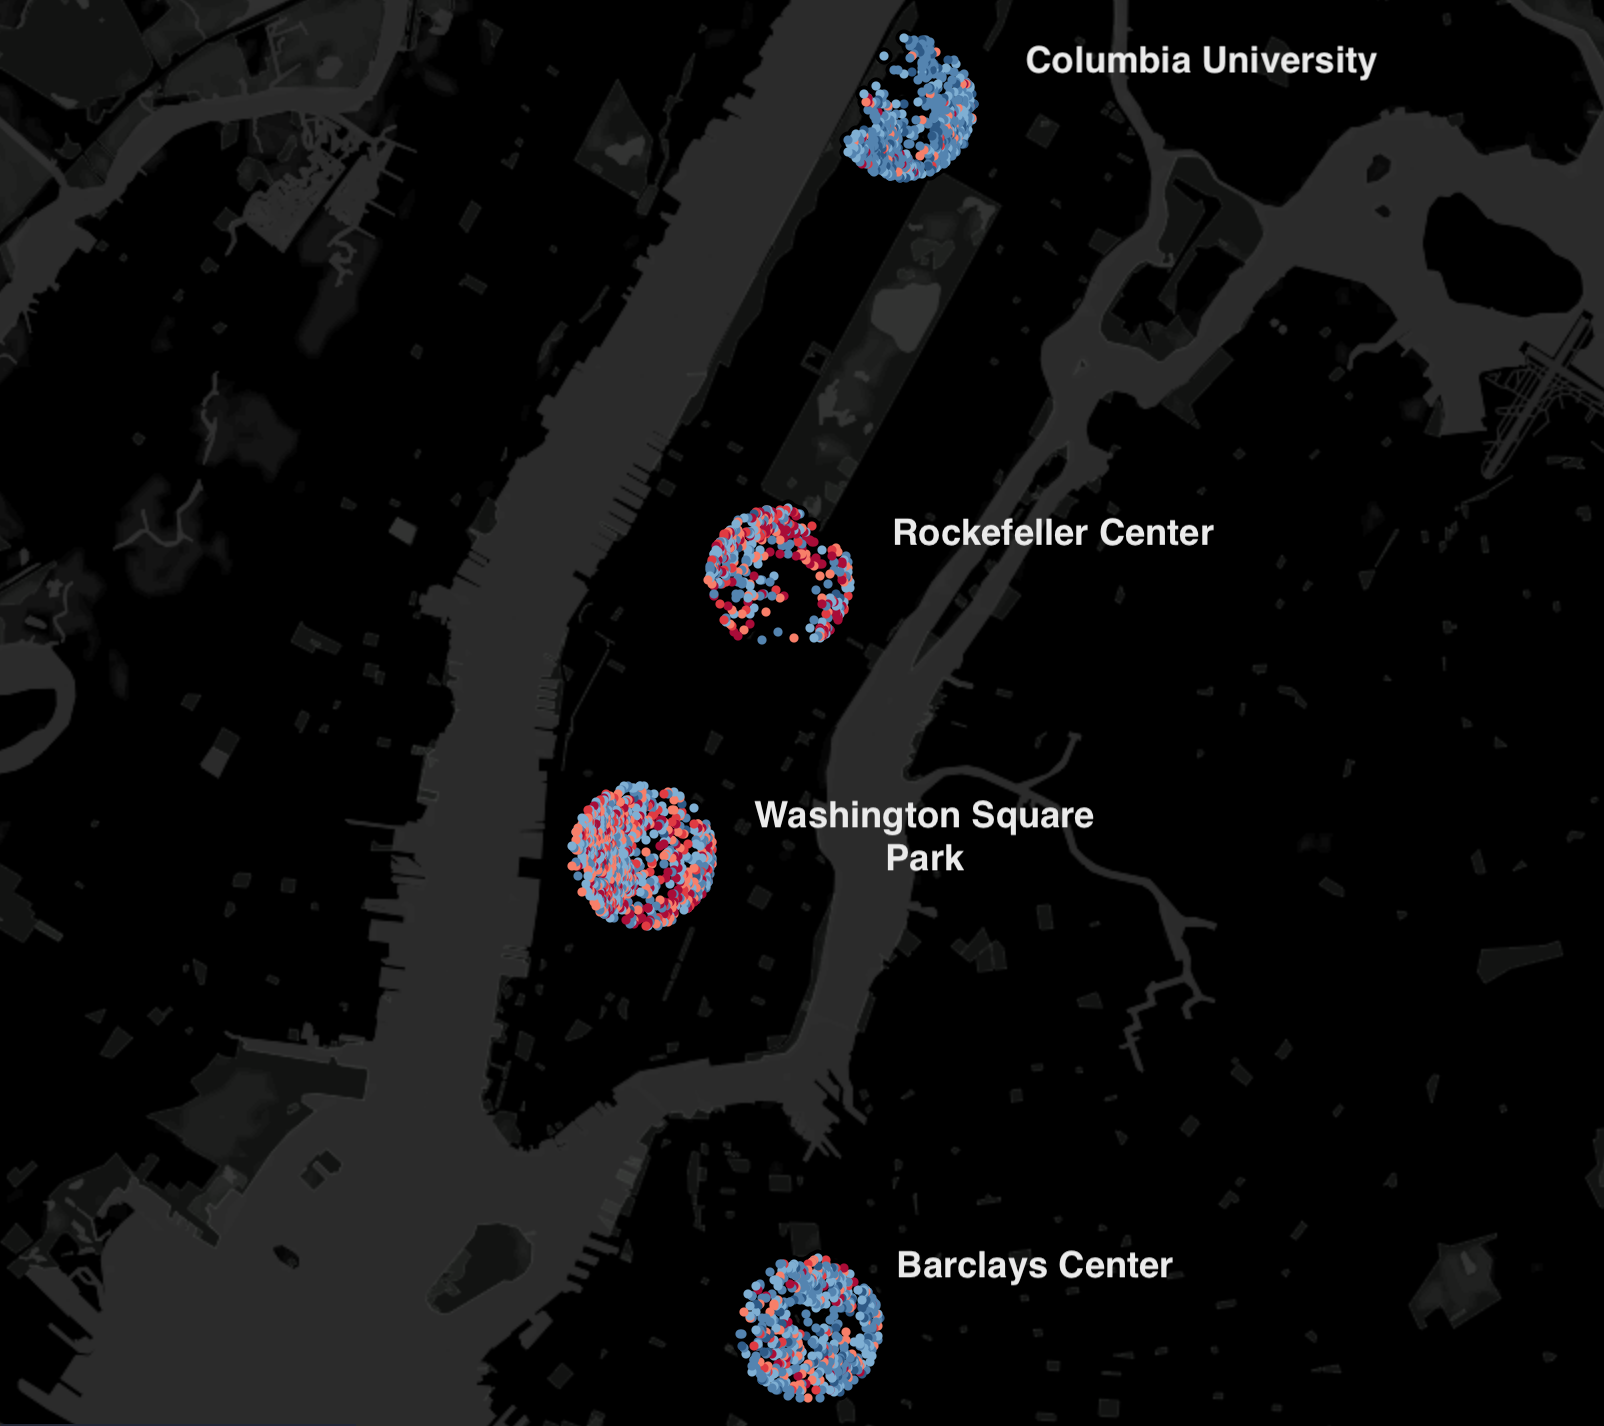 Columbia University
Rockefeller Center
Washington Square
Park
Barclays Center